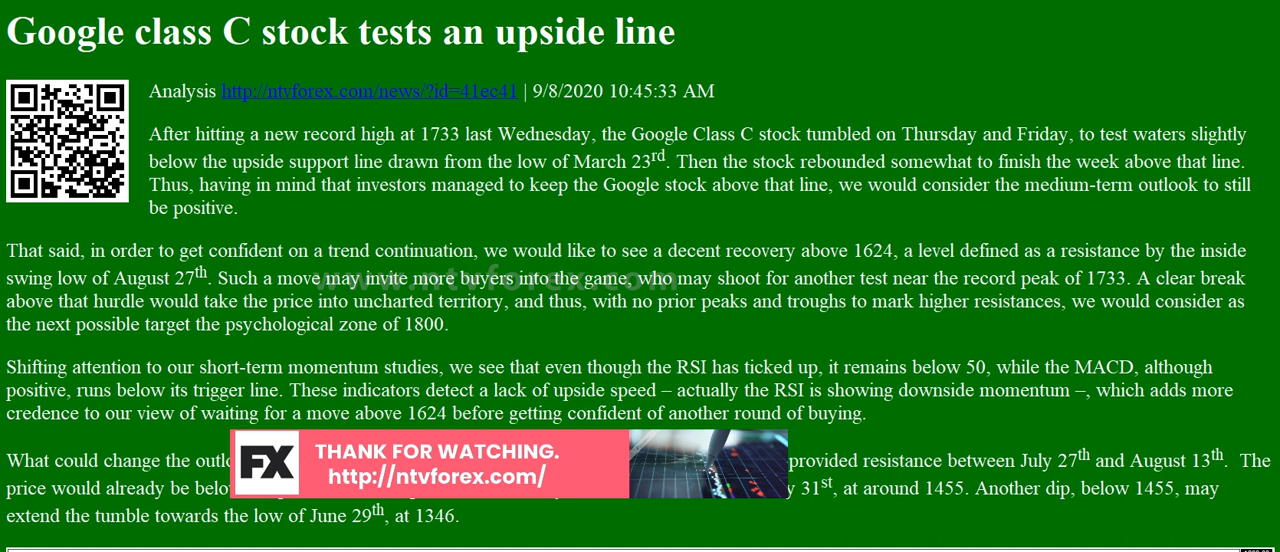 Google class C stock tests an upside line
Analysis http://ntvforex.com/news/?id=41ec41 | 9/8/2020 10:45:33 AM
After hitting a new record high at 1733 last Wednesday, the Google Class C stock tumbled on Thursday and Friday, to test waters slightly
below the upside support line drawn from the low of March 23rd. Then the stock rebounded somewhat to finish the week above that line.
Thus, having in mind that investors managed to keep the Google stock above that line, we would consider the medium-term outlook to still
be positive.
That said, in order to get confident on a trend continuation, we would like to see a decent recovery above 1624, a level defined as a resistance by the inside
swing low of August 27th. Such a move may invite more buyers into the game, who may shoot for another test near the record peak of 1733. A clear break
www.ntvforex.com
above that hurdle would take the price into uncharted territory, and thus, with no prior peaks and troughs to mark higher resistances, we would consider as
the next possible target the psychological zone of 1800.
Shifting attention to our short-term momentum studies, we see that even though the RSI has ticked up, it remains below 50, while the MACD, although
positive, runs below its trigger line. These indicators detect a lack of upside speed – actually the RSI is showing downside momentum –, which adds more
credence to our view of waiting for a move above 1624 before getting confident of another round of buying.
What could change the provided resistance between July 27th and August 13th. The
FX THANK FOR WATCHING.
http://ntvforex.com/
price would already be 31st, at around 1455. Another dip, below 1455, may
extend the tumble towards the low of June 29th, at 1346.